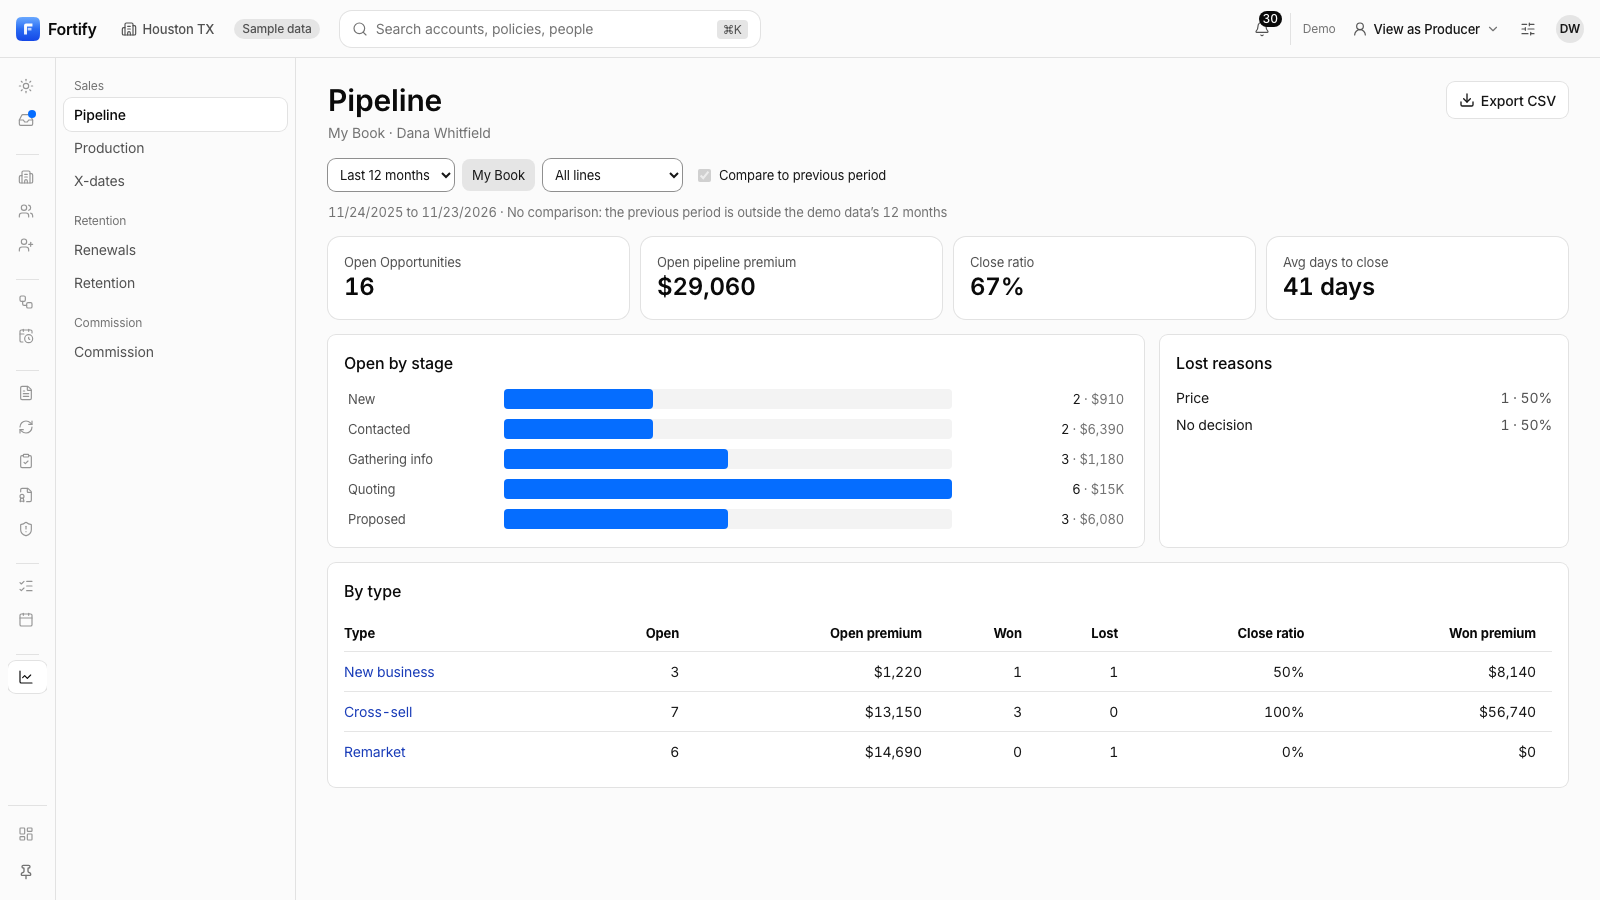 Fortify
Houston TX
Sample data
Search accounts, policies, people
⌘K
30
Demo
View as Producer
DW
Sales
Pipeline
Production
X-dates
Retention
Renewals
Retention
Commission
Commission
Pipeline
My Book · Dana Whitfield
Export CSV
Last 12 months
My Book
All lines
Compare to previous period
11/24/2025 to 11/23/2026 · No comparison: the previous period is outside the demo data's 12 months
Open Opportunities
16
Open pipeline premium
$29,060
Close ratio
67%
Avg days to close
41 days
Open by stage
New 2 · $910
Contacted 2 · $6,390
Gathering info 3 · $1,180
Quoting 6 · $15K
Proposed 3 · $6,080
Lost reasons
Price 1 · 50%
No decision 1 · 50%
By type
Type Open Open premium Won Lost Close ratio Won premium
New business 3 $1,220 1 1 50% $8,140
Cross-sell 7 $13,150 3 0 100% $56,740
Remarket 6 $14,690 0 1 0% $0